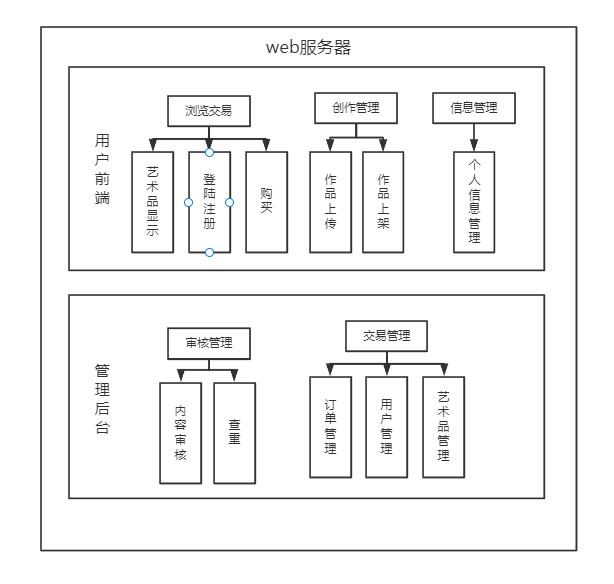 web服务器
用户前端
浏览交易
创作管理
信息管理
艺术品显示
登陆注册
购买
作品上传
作品上架
个人信息管理
管理后台
审核管理
交易管理
内容审核
查重
订单管理
用户管理
艺术品管理